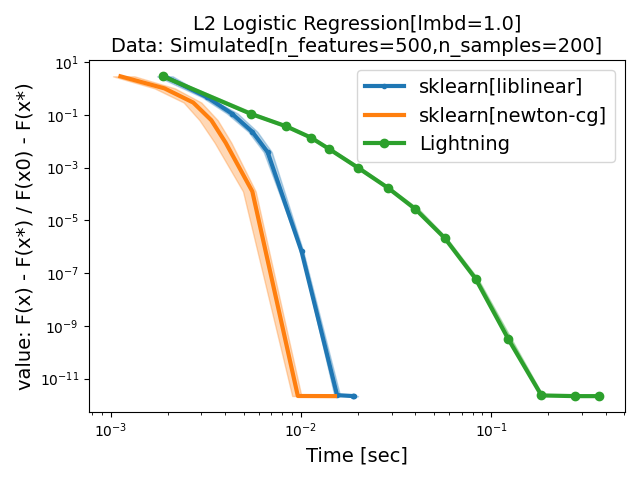 L2 Logistic Regression[lmbd=1.0]
Data: Simulated[n_features=500,n_samples=200]
value: F(x) - F(x*) / F(x0) - F(x*)
10¹
10⁻¹
10⁻³
10⁻⁵
10⁻⁷
10⁻⁹
10⁻¹¹
sklearn[liblinear]
sklearn[newton-cg]
Lightning
10⁻³
10⁻²
10⁻¹
Time [sec]